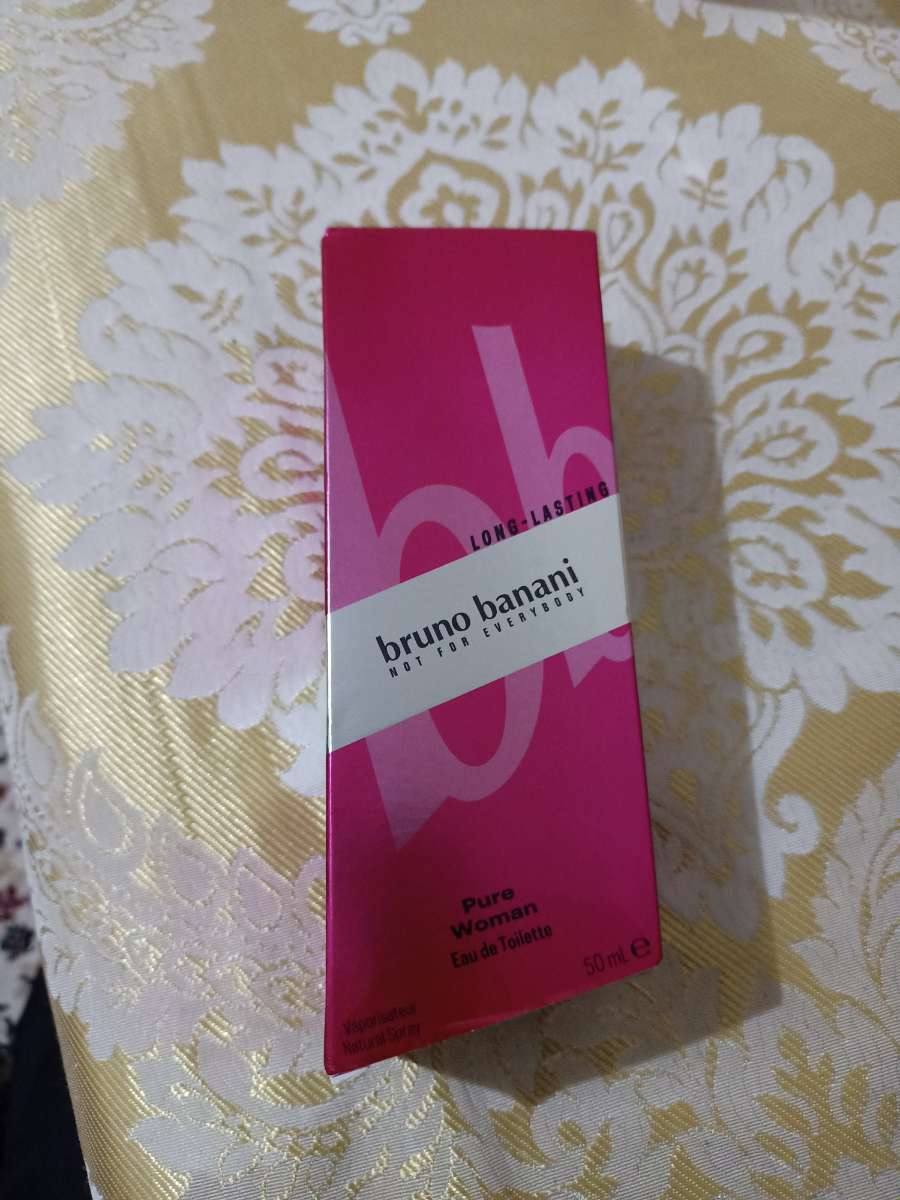 LONG-LASTING
bruno banani
NOT FOR EVERYBODY
Pure
Woman
Eau de Toilette
50 mL ℮
Vaporisateur
Natural Spray